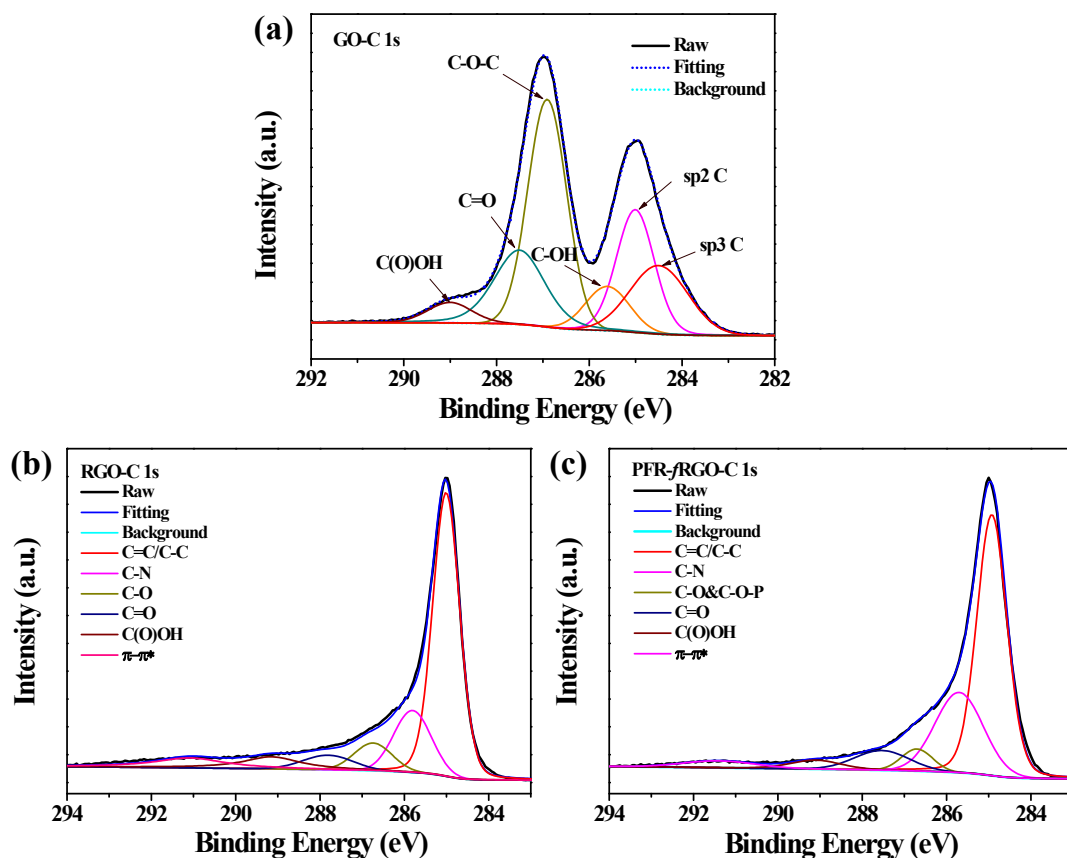 (a)
GO-C 1s
Raw
Fitting
Background
C-O-C
C=O
C(O)OH
C-OH
sp2 C
sp3 C
Intensity (a.u.)
292 290 288 286 284 282
Binding Energy (eV)
(b)
RGO-C 1s
Raw
Fitting
Background
C=C/C-C
C-N
C-O
C=O
C(O)OH
π-π*
Intensity (a.u.)
294 292 290 288 286 284
Binding Energy (eV)
(c)
PFR-fRGO-C 1s
Raw
Fitting
Background
C=C/C-C
C-N
C-O&C-O-P
C=O
C(O)OH
π-π*
Intensity (a.u.)
294 292 290 288 286 284
Binding Energy (eV)